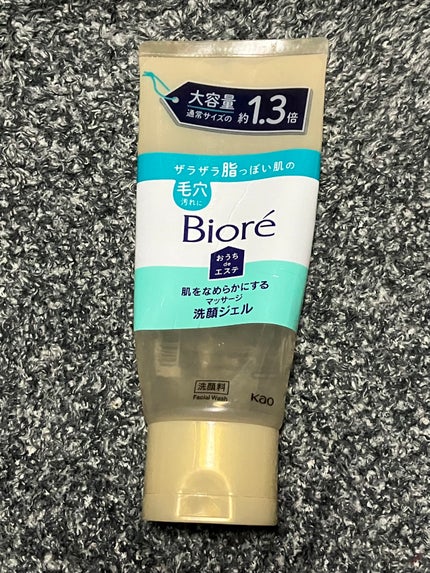 大容量
通常サイズの 約1.3倍
ザラザラ脂っぽい肌の
毛穴
汚れに
Bioré
おうち
de
エステ
肌をなめらかにする
マッサージ
洗顔ジェル
洗顔料
Facial Wash
Kao